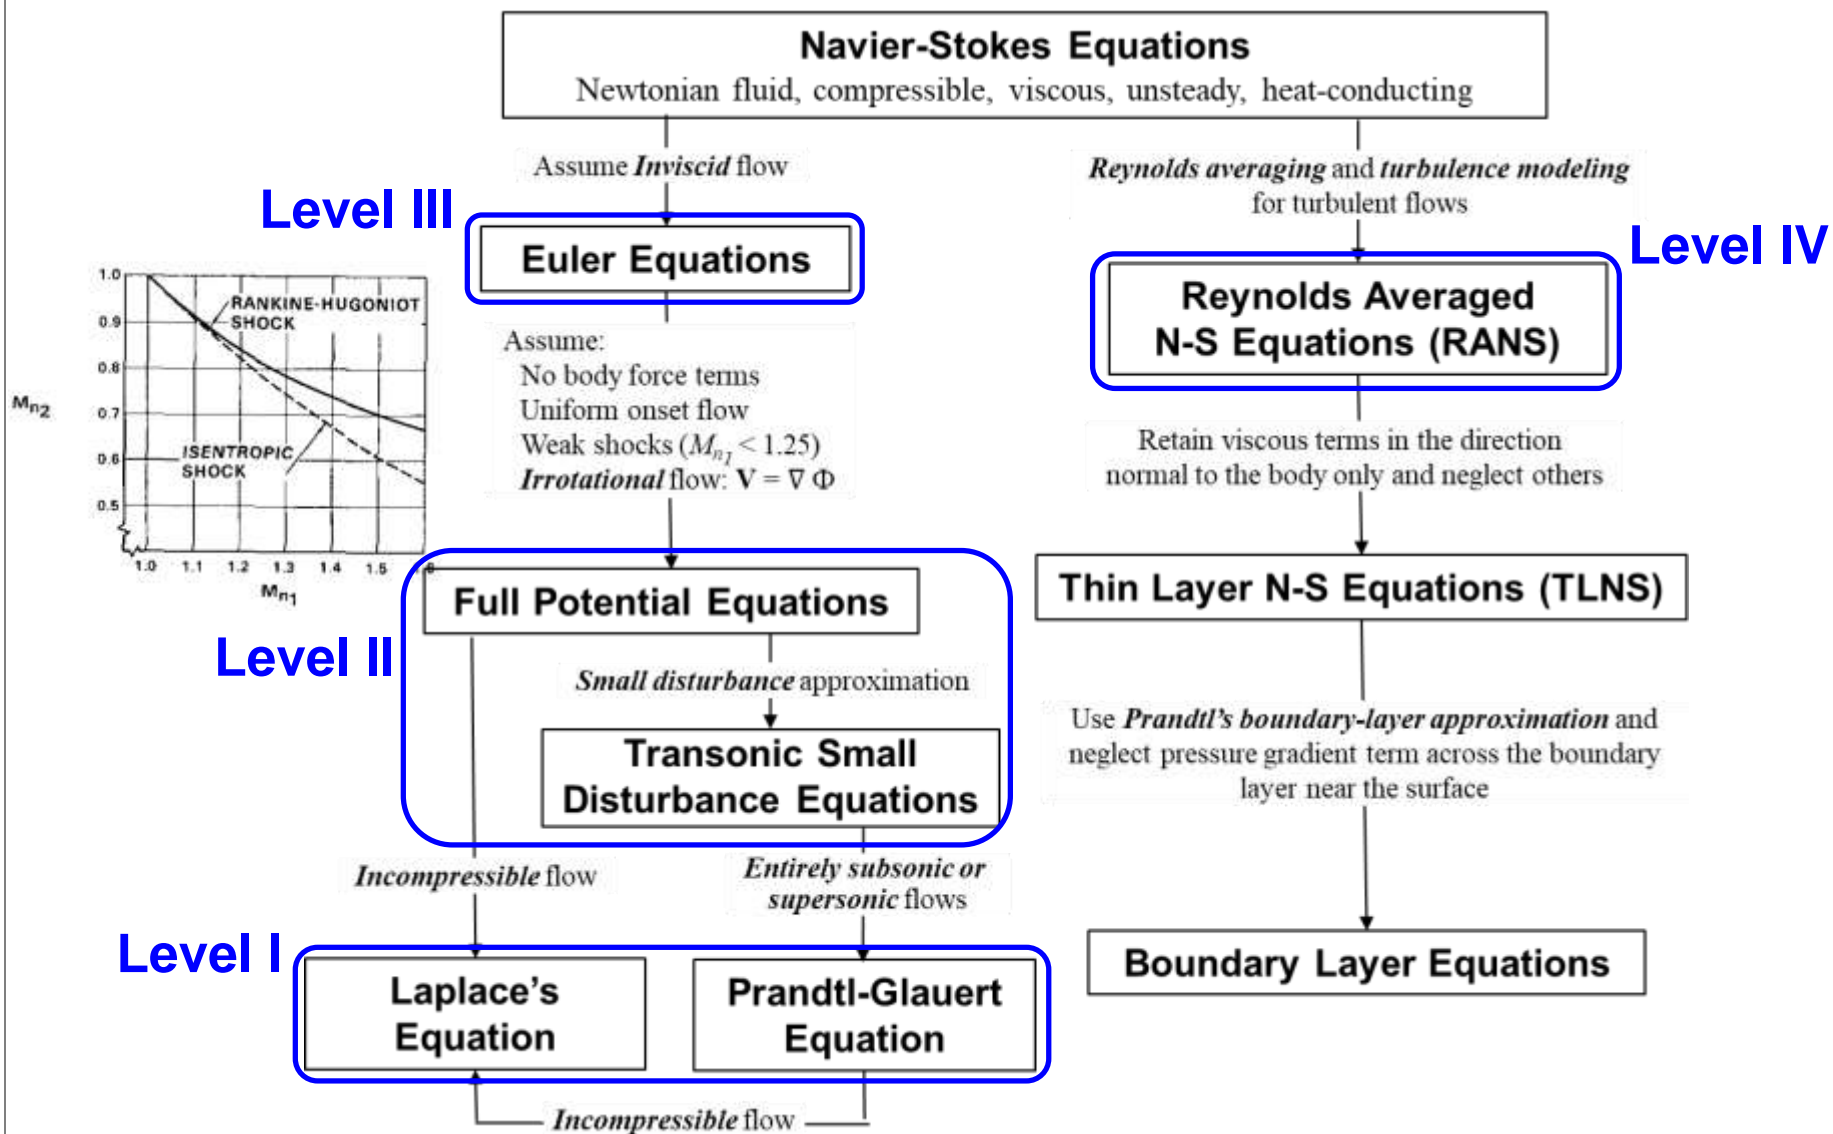 Navier-Stokes Equations
Newtonian fluid, compressible, viscous, unsteady, heat-conducting
Assume Inviscid flow
Reynolds averaging and turbulence modeling
for turbulent flows
Level III
Euler Equations
Level IV
Reynolds Averaged
N-S Equations (RANS)
1.0
0.9
0.8
0.7
0.6
0.5
Mn2
RANKINE-HUGONIOT
SHOCK
ISENTROPIC
SHOCK
1.0 1.1 1.2 1.3 1.4 1.5
Mn1
Assume:
No body force terms
Uniform onset flow
Weak shocks (Mn1 < 1.25)
Irrotational flow: V = ∇ Φ
Retain viscous terms in the direction
normal to the body only and neglect others
Full Potential Equations
Thin Layer N-S Equations (TLNS)
Level II
Small disturbance approximation
Transonic Small
Disturbance Equations
Use Prandtl's boundary-layer approximation and
neglect pressure gradient term across the boundary
layer near the surface
Incompressible flow
Entirely subsonic or
supersonic flows
Level I
Laplace's
Equation
Prandtl-Glauert
Equation
Boundary Layer Equations
Incompressible flow